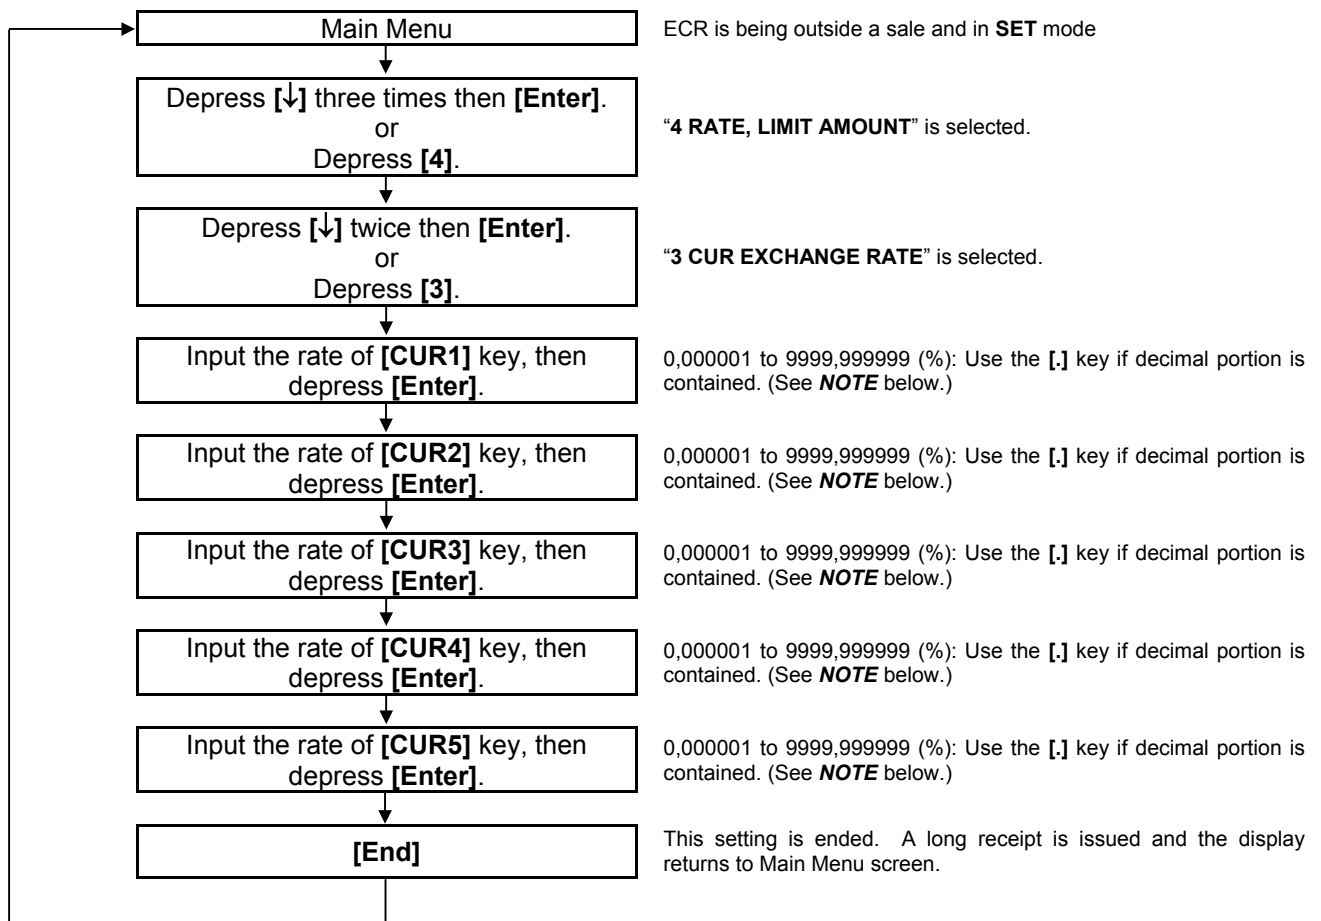 Main Menu
ECR is being outside a sale and in SET mode
Depress [↓] three times then [Enter].
or
Depress [4].
“4 RATE, LIMIT AMOUNT” is selected.
Depress [↓] twice then [Enter].
or
Depress [3].
“3 CUR EXCHANGE RATE” is selected.
Input the rate of [CUR1] key, then
depress [Enter].
0,000001 to 9999,999999 (%): Use the [.] key if decimal portion is
contained. (See NOTE below.)
Input the rate of [CUR2] key, then
depress [Enter].
0,000001 to 9999,999999 (%): Use the [.] key if decimal portion is
contained. (See NOTE below.)
Input the rate of [CUR3] key, then
depress [Enter].
0,000001 to 9999,999999 (%): Use the [.] key if decimal portion is
contained. (See NOTE below.)
Input the rate of [CUR4] key, then
depress [Enter].
0,000001 to 9999,999999 (%): Use the [.] key if decimal portion is
contained. (See NOTE below.)
Input the rate of [CUR5] key, then
depress [Enter].
0,000001 to 9999,999999 (%): Use the [.] key if decimal portion is
contained. (See NOTE below.)
[End]
This setting is ended. A long receipt is issued and the display
returns to Main Menu screen.